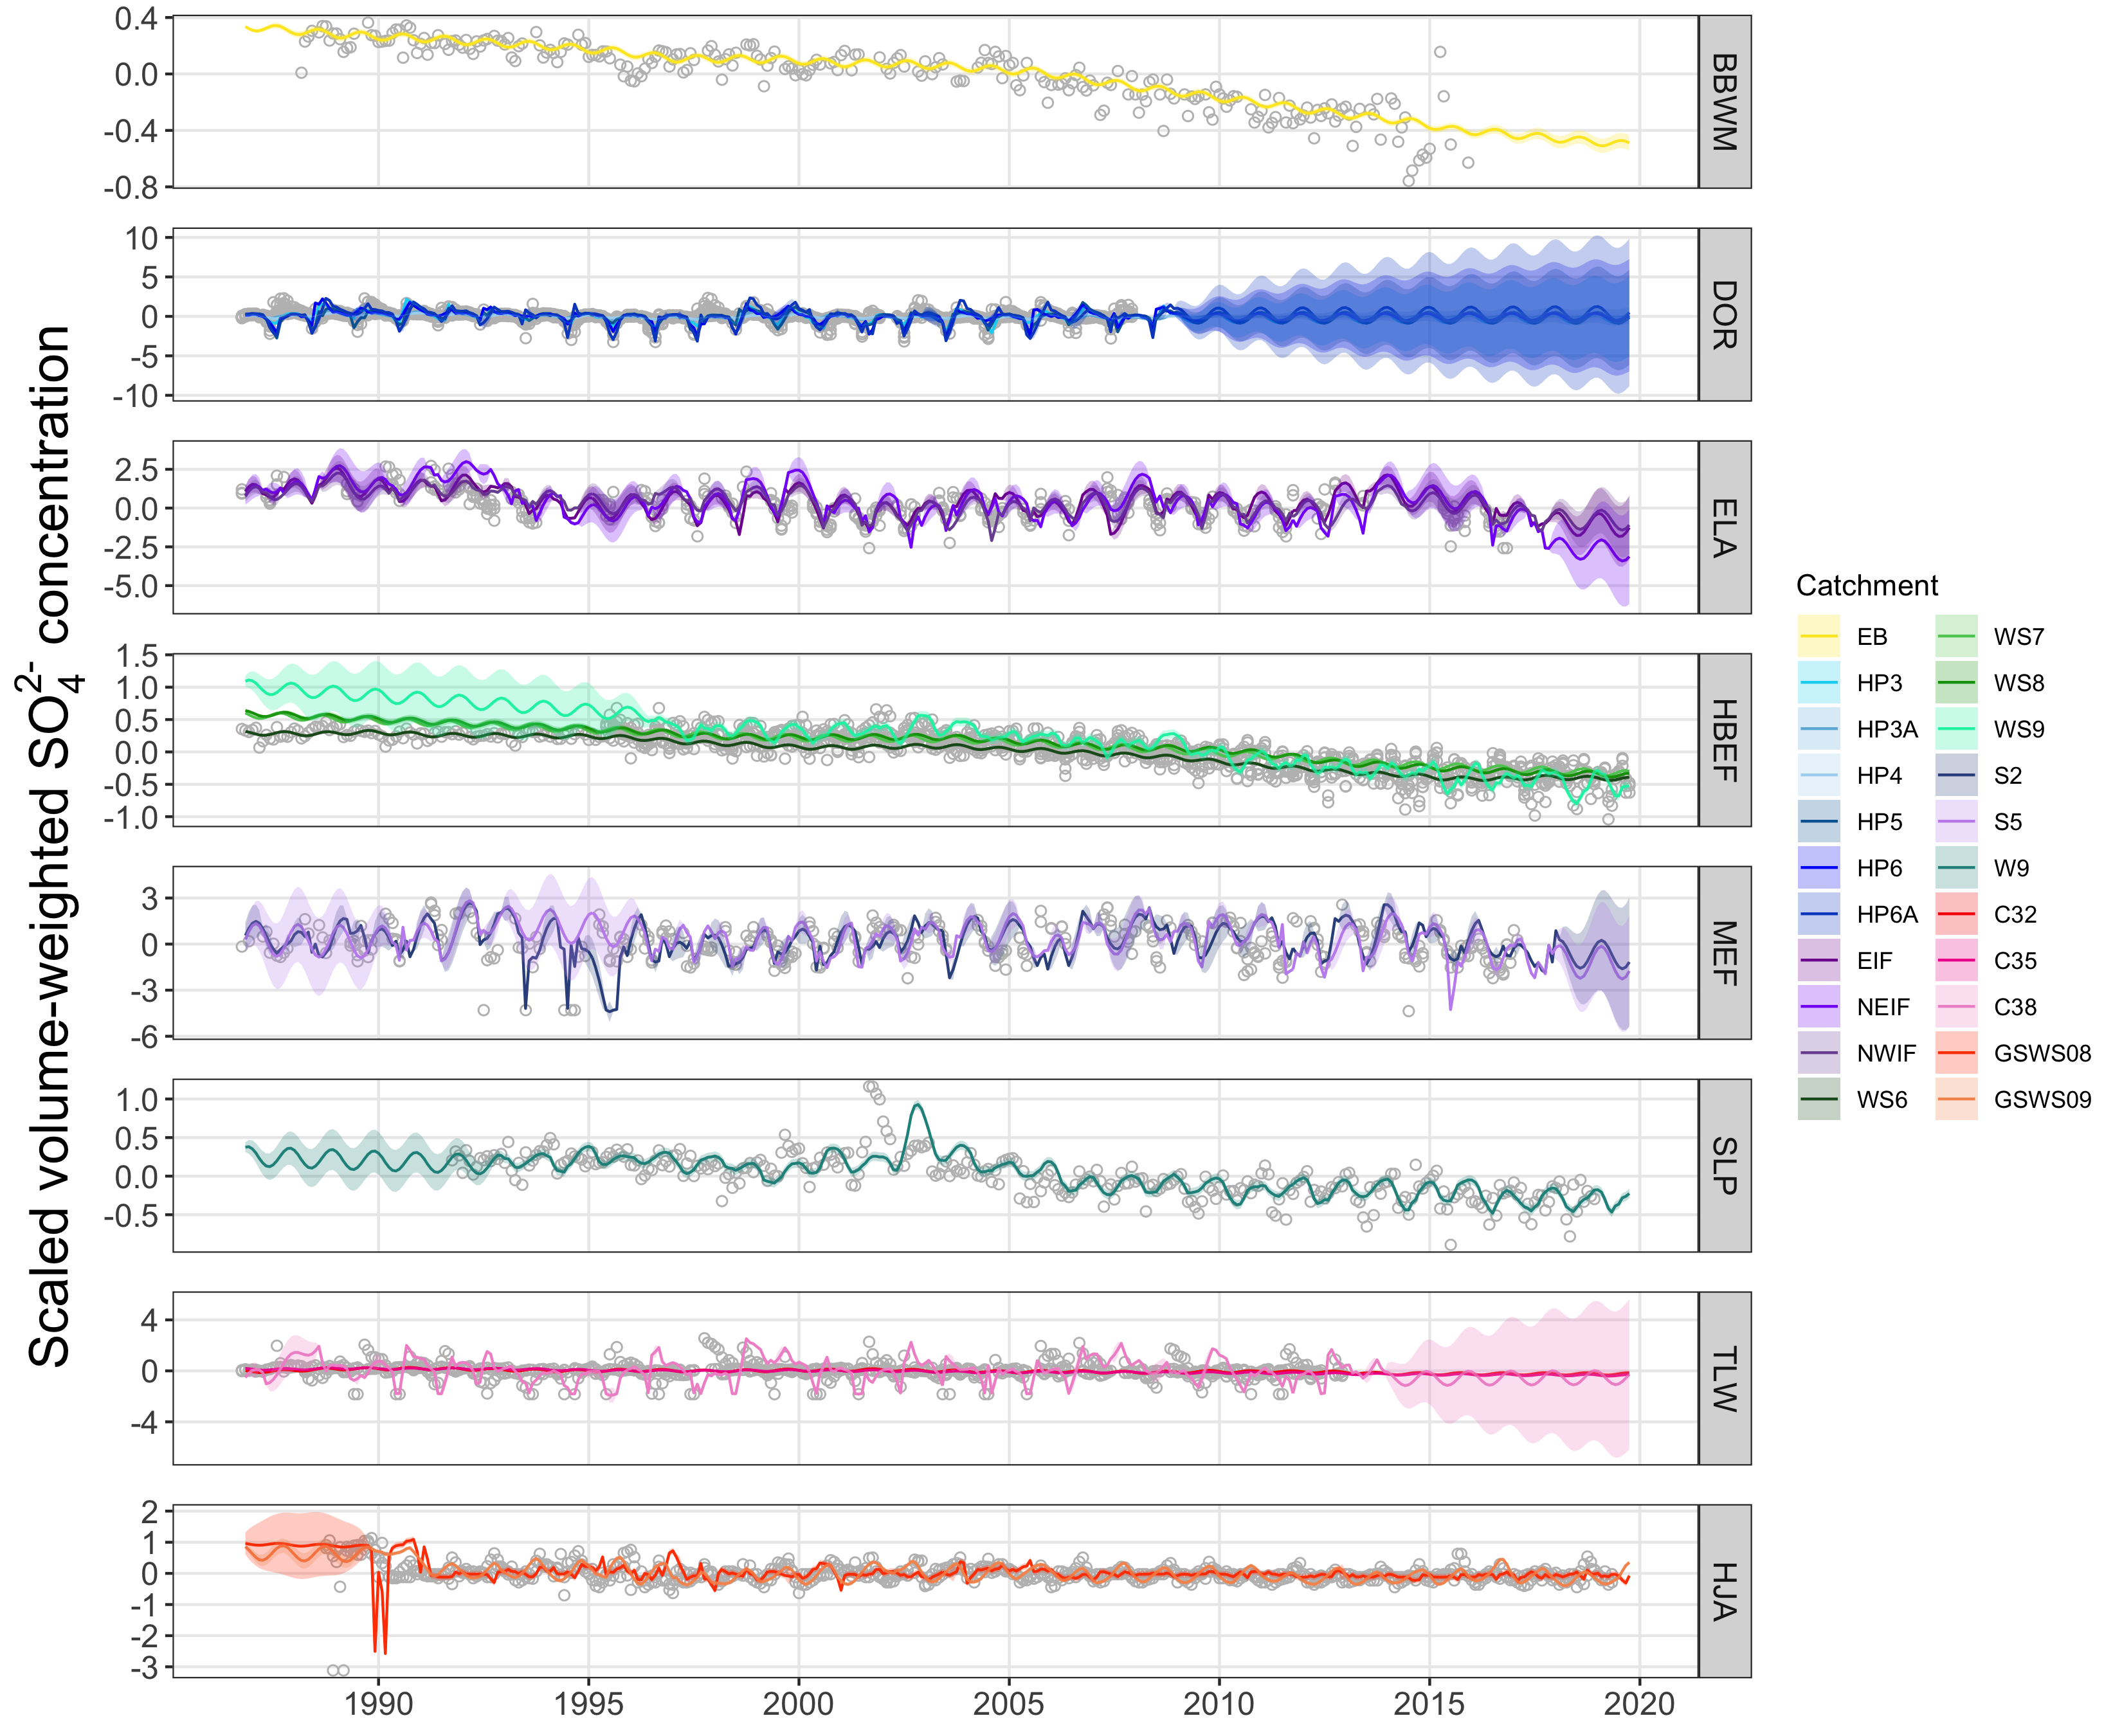 Scaled volume-weighted SO₄²⁻ concentration
0.4
0.0
-0.4
-0.8
BBWM
10
5
0
-5
-10
DOR
2.5
0.0
-2.5
-5.0
ELA
1.5
1.0
0.5
0.0
-0.5
-1.0
HBEF
3
0
-3
-6
MEF
1.0
0.5
0.0
-0.5
SLP
4
0
-4
TLW
2
1
0
-1
-2
-3
HJA
1990 1995 2000 2005 2010 2015 2020
Catchment
EB WS7
HP3 WS8
HP3A WS9
HP4 S2
HP5 S5
HP6 W9
HP6A C32
EIF C35
NEIF C38
NWIF GSWS08
WS6 GSWS09